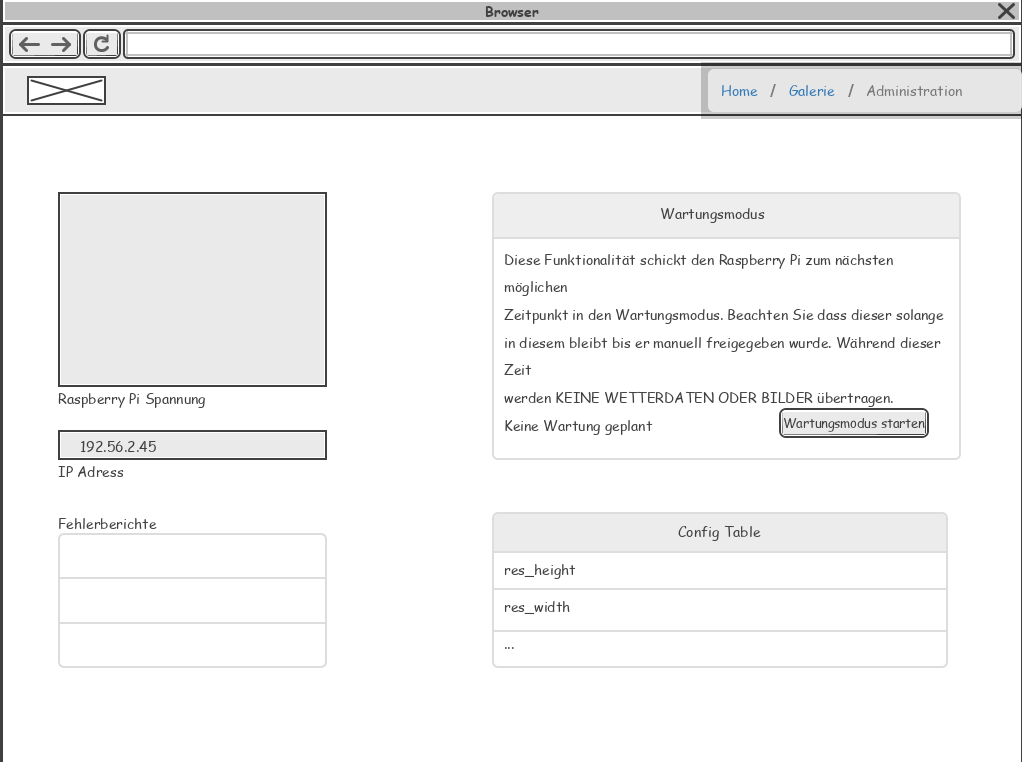 Browser
Home / Galerie / Administration
Raspberry Pi Spannung
192.56.2.45
IP Adress
Fehlerberichte
Wartungsmodus
Diese Funktionalität schickt den Raspberry Pi zum nächsten
möglichen
Zeitpunkt in den Wartungsmodus. Beachten Sie dass dieser solange
in diesem bleibt bis er manuell freigegeben wurde. Während dieser
Zeit
werden KEINE WETTERDATEN ODER BILDER übertragen.
Keine Wartung geplant
Wartungsmodus starten
Config Table
res_height
res_width
...